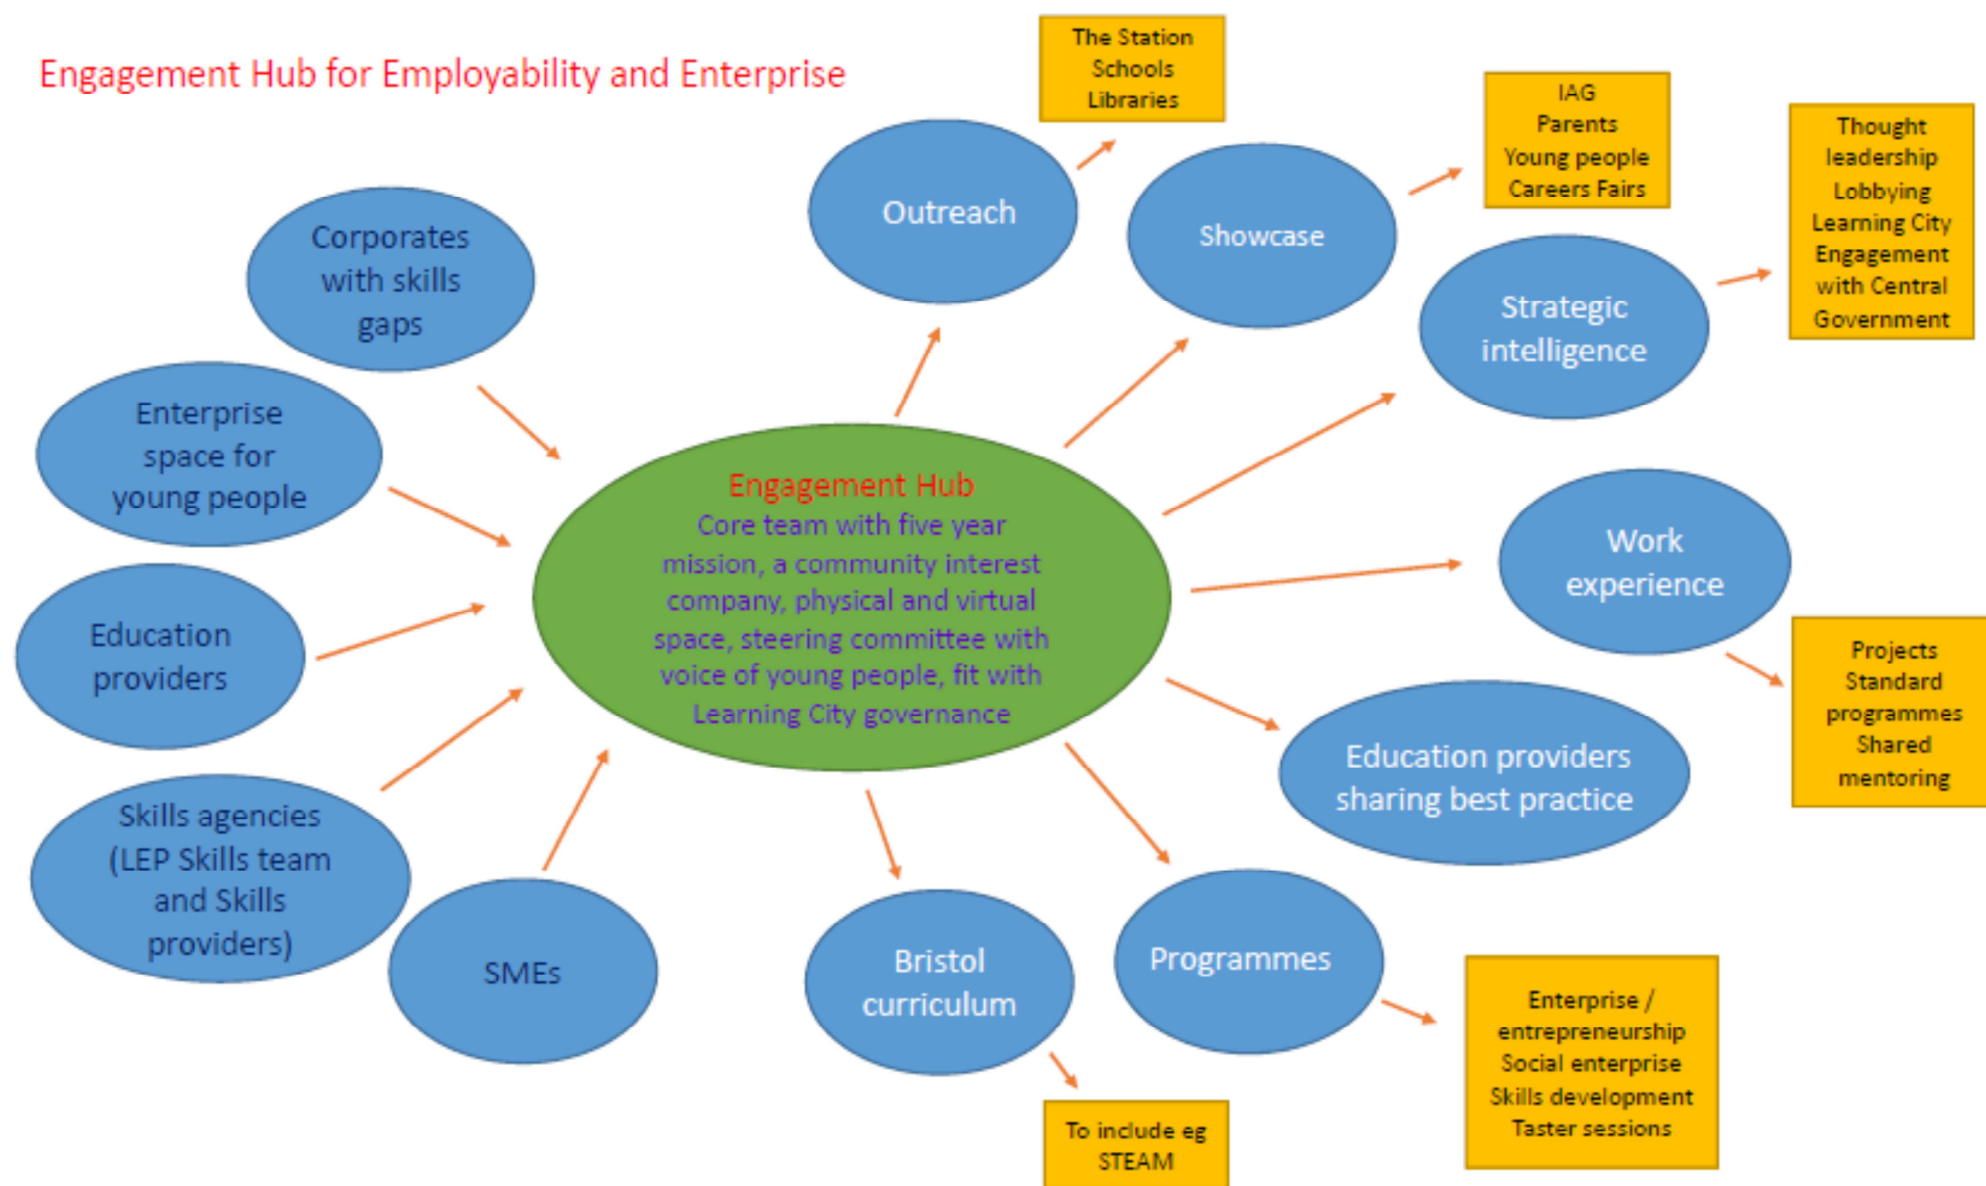 Engagement Hub for Employability and Enterprise
The Station
Schools
Libraries
IAG
Parents
Young people
Careers Fairs
Thought
leadership
Lobbying
Learning City
Engagement
with Central
Government
Outreach
Showcase
Strategic
intelligence
Corporates
with skills
gaps
Enterprise
space for
young people
Education
providers
Skills agencies
(LEP Skills team
and Skills
providers)
SMEs
Engagement Hub
Core team with five year
mission, a community interest
company, physical and virtual
space, steering committee with
voice of young people, fit with
Learning City governance
Work
experience
Projects
Standard
programmes
Shared
mentoring
Education providers
sharing best practice
Programmes
Enterprise /
entrepreneurship
Social enterprise
Skills development
Taster sessions
Bristol
curriculum
To include eg
STEAM